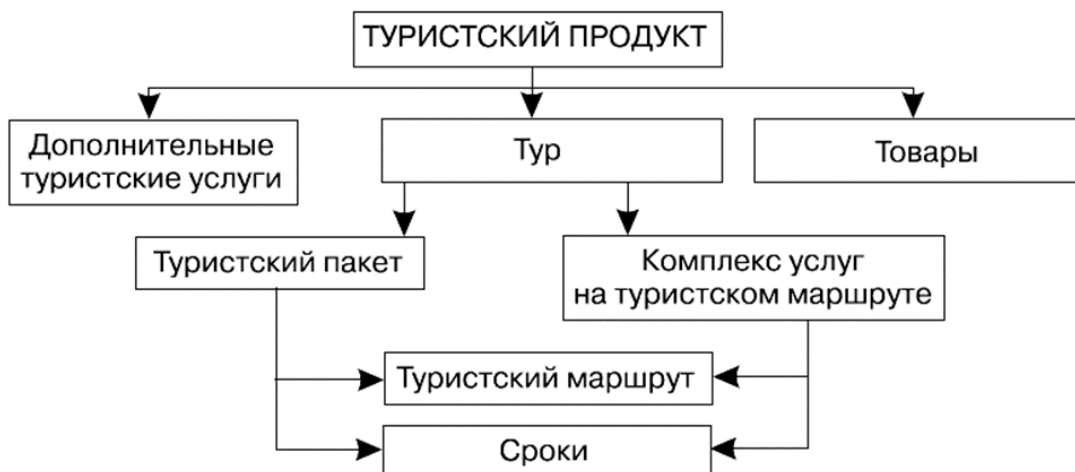 ТУРИСТСКИЙ ПРОДУКТ
Дополнительные
туристские услуги
Тур
Товары
Туристский пакет
Комплекс услуг
на туристском маршруте
Туристский маршрут
Сроки